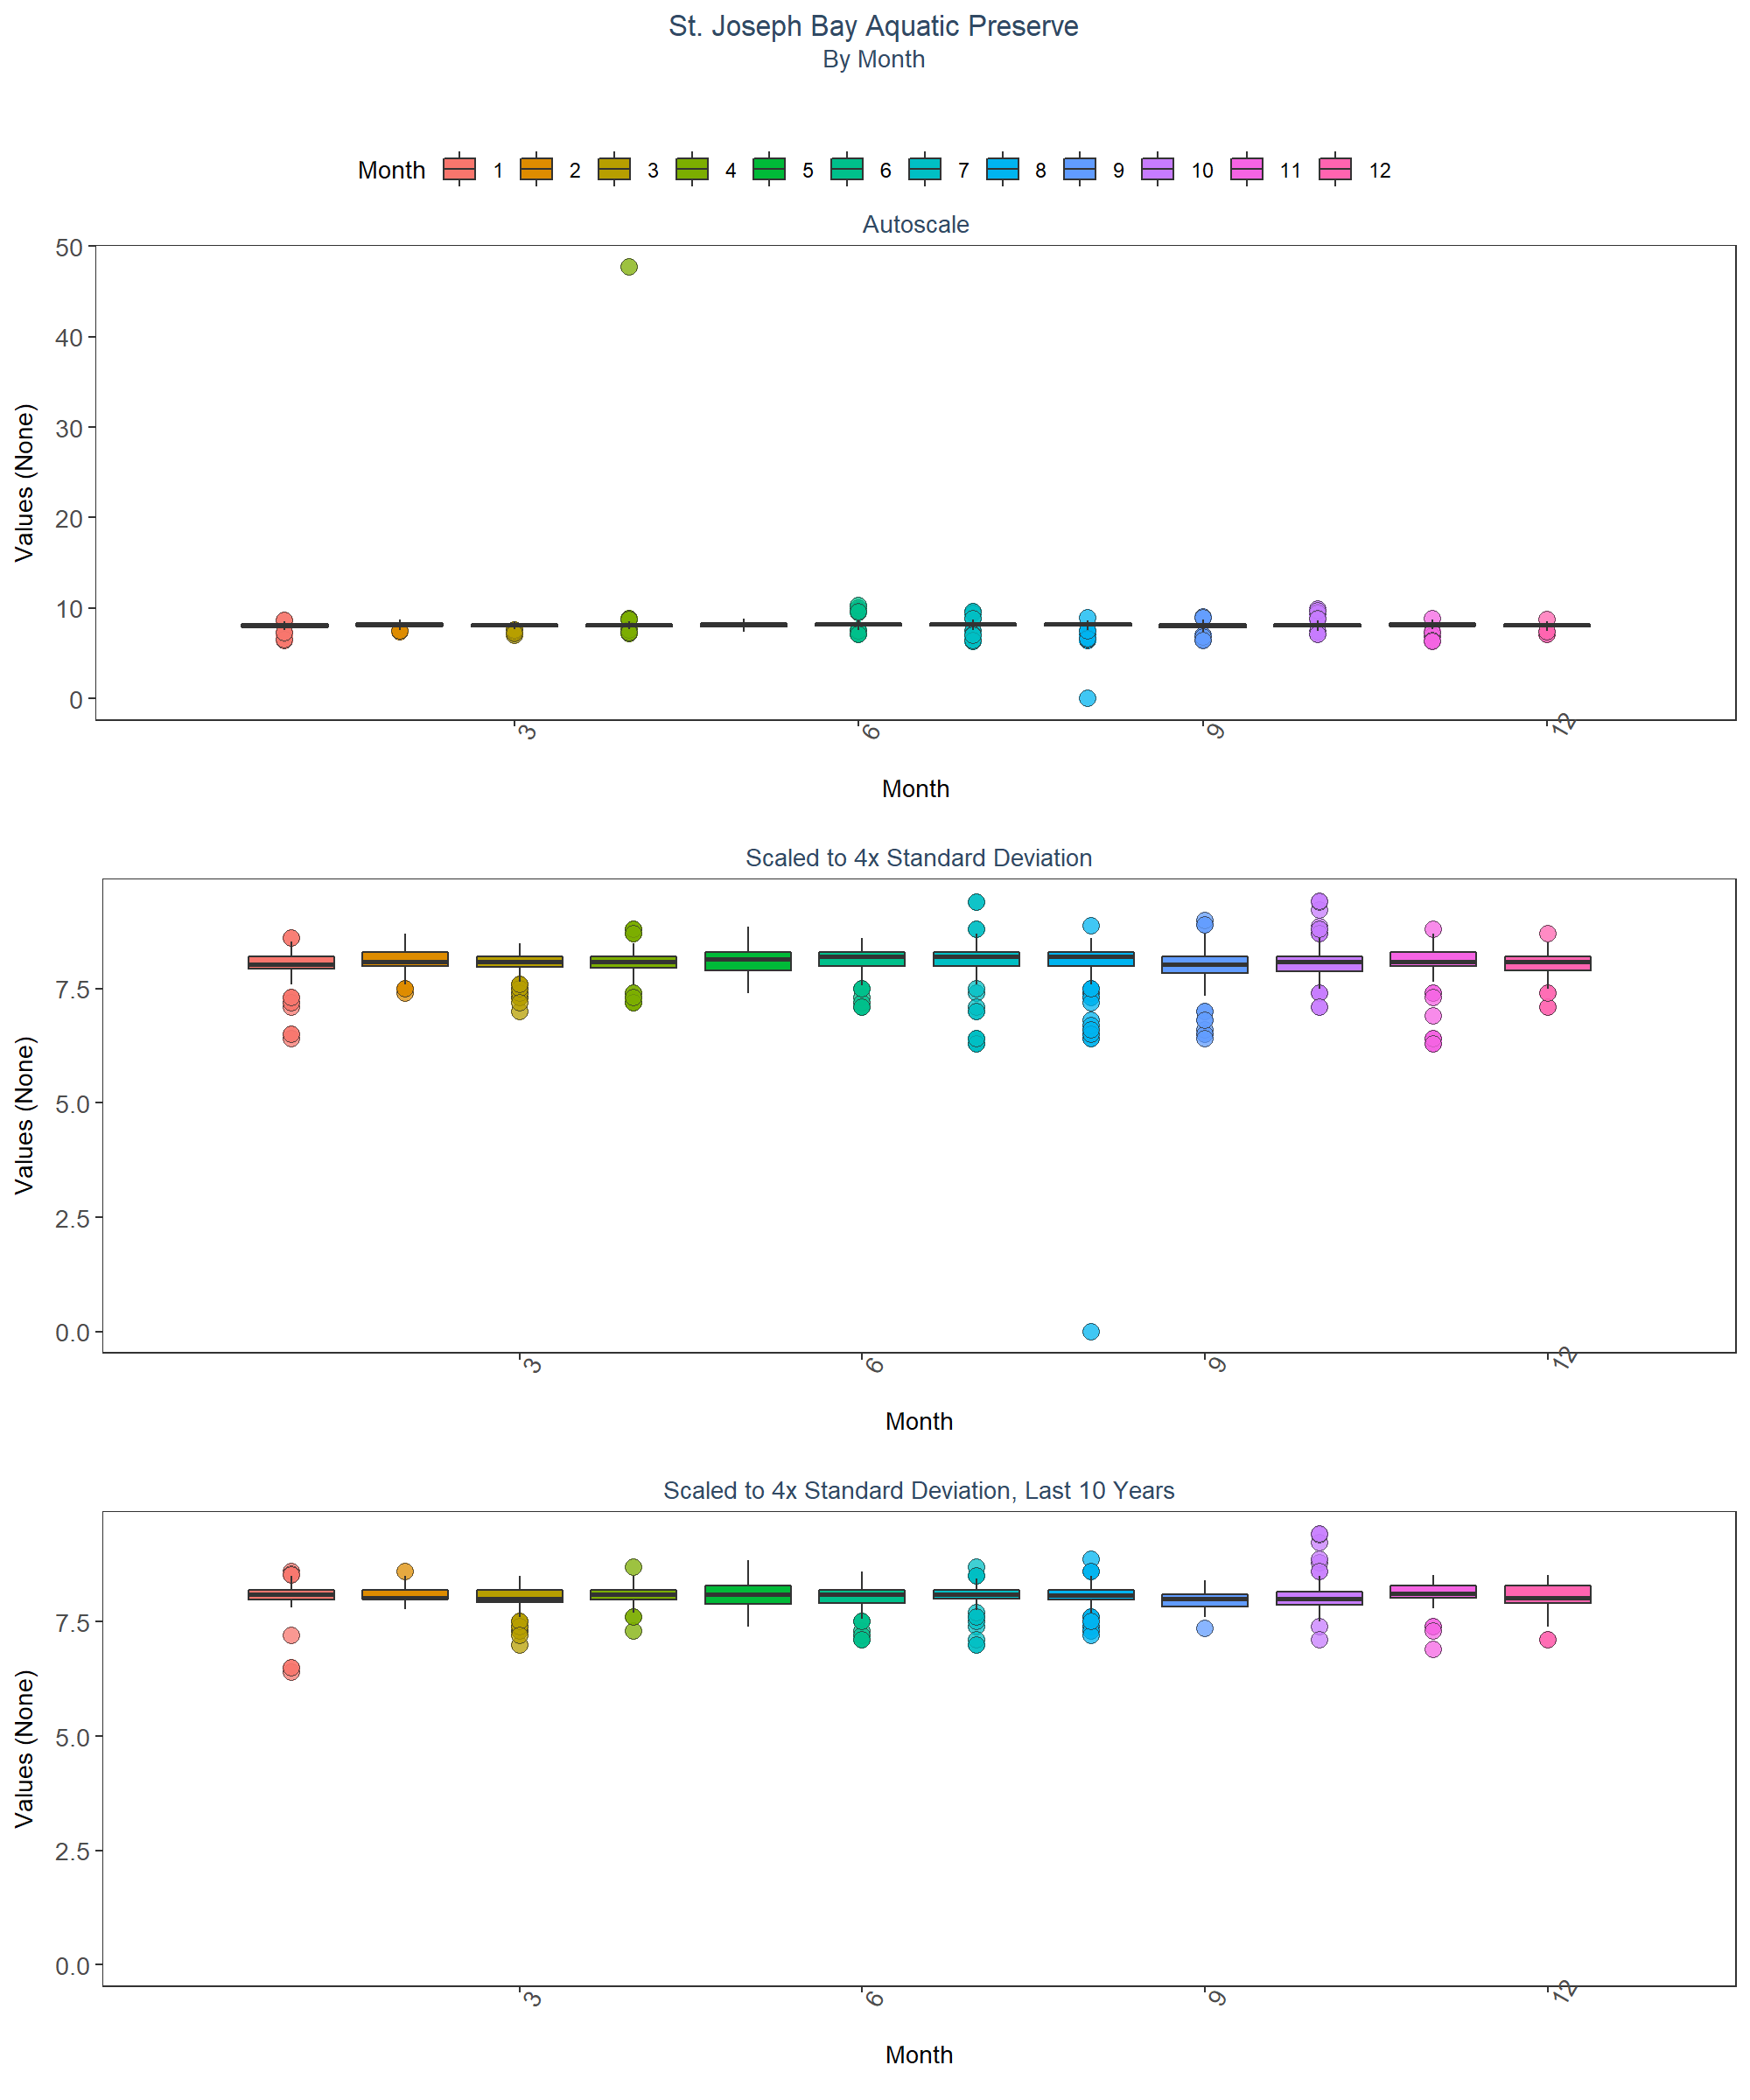 St. Joseph Bay Aquatic Preserve
By Month
Month 1 2 3 4 5 6 7 8 9 10 11 12
Autoscale
Values (None)
50
40
30
20
10
0
3 6 9 12
Month
Scaled to 4x Standard Deviation
Values (None)
7.5
5.0
2.5
0.0
3 6 9 12
Month
Scaled to 4x Standard Deviation, Last 10 Years
Values (None)
7.5
5.0
2.5
0.0
3 6 9 12
Month